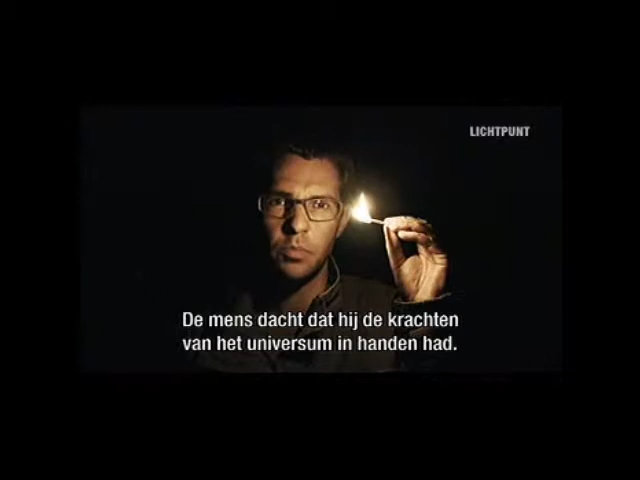 LICHTPUNT
De mens dacht dat hij de krachten
van het universum in handen had.